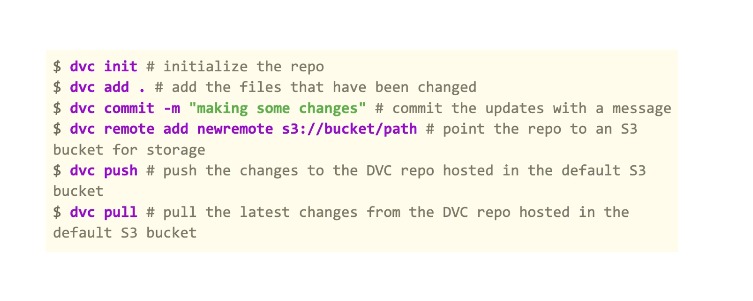 $ dvc init # initialize the repo
$ dvc add . # add the files that have been changed
$ dvc commit -m "making some changes" # commit the updates with a message
$ dvc remote add newremote s3://bucket/path # point the repo to an S3
bucket for storage
$ dvc push # push the changes to the DVC repo hosted in the default S3
bucket
$ dvc pull # pull the latest changes from the DVC repo hosted in the
default S3 bucket